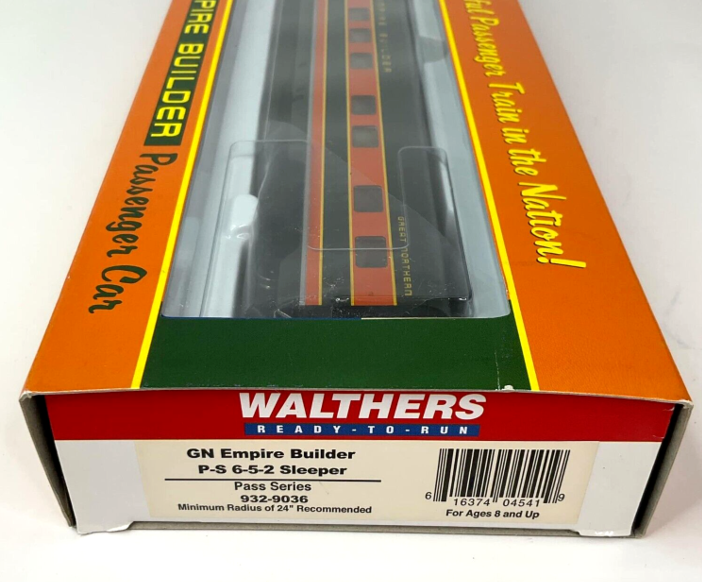 PIRE BUILDER
Passenger Car
ful Passenger Train in the Nation!
EMPIRE BUILDER
GREAT NORTHERN
WALTHERS
READY-TO-RUN
GN Empire Builder
P-S 6-5-2 Sleeper
Pass Series
932-9036
Minimum Radius of 24" Recommended
6 16374 04541 9
For Ages 8 and Up